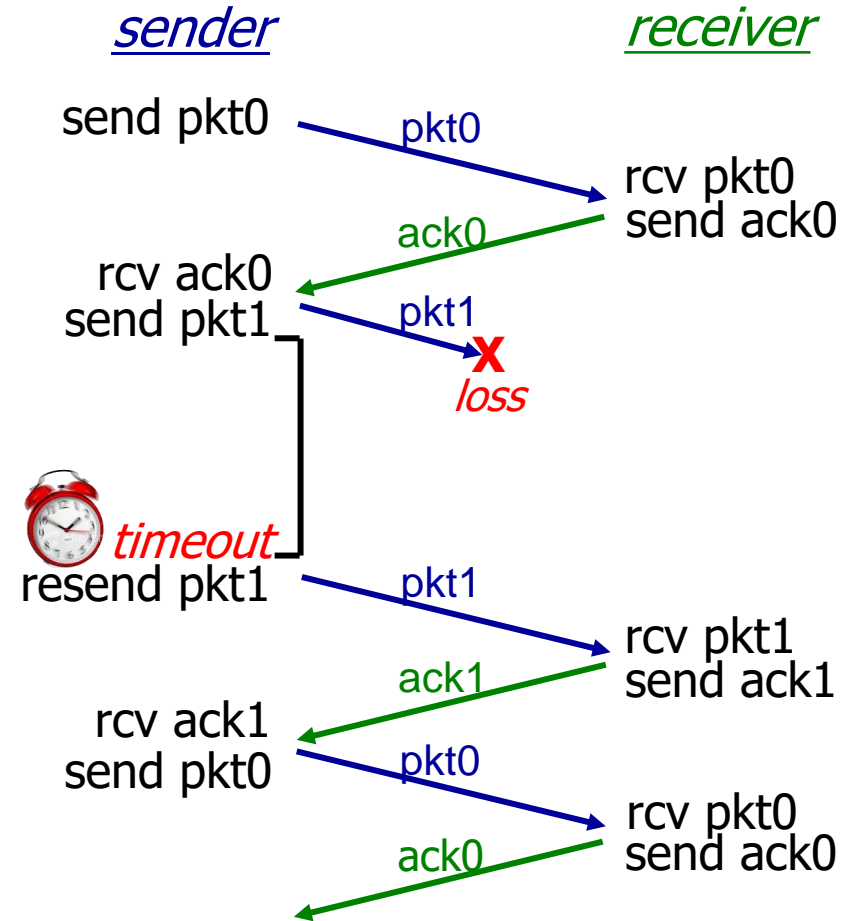 sender
receiver
send pkt0
pkt0
rcv pkt0
send ack0
ack0
rcv ack0
send pkt1
pkt1
X
loss
timeout
resend pkt1
pkt1
rcv pkt1
send ack1
ack1
rcv ack1
send pkt0
pkt0
rcv pkt0
send ack0
ack0